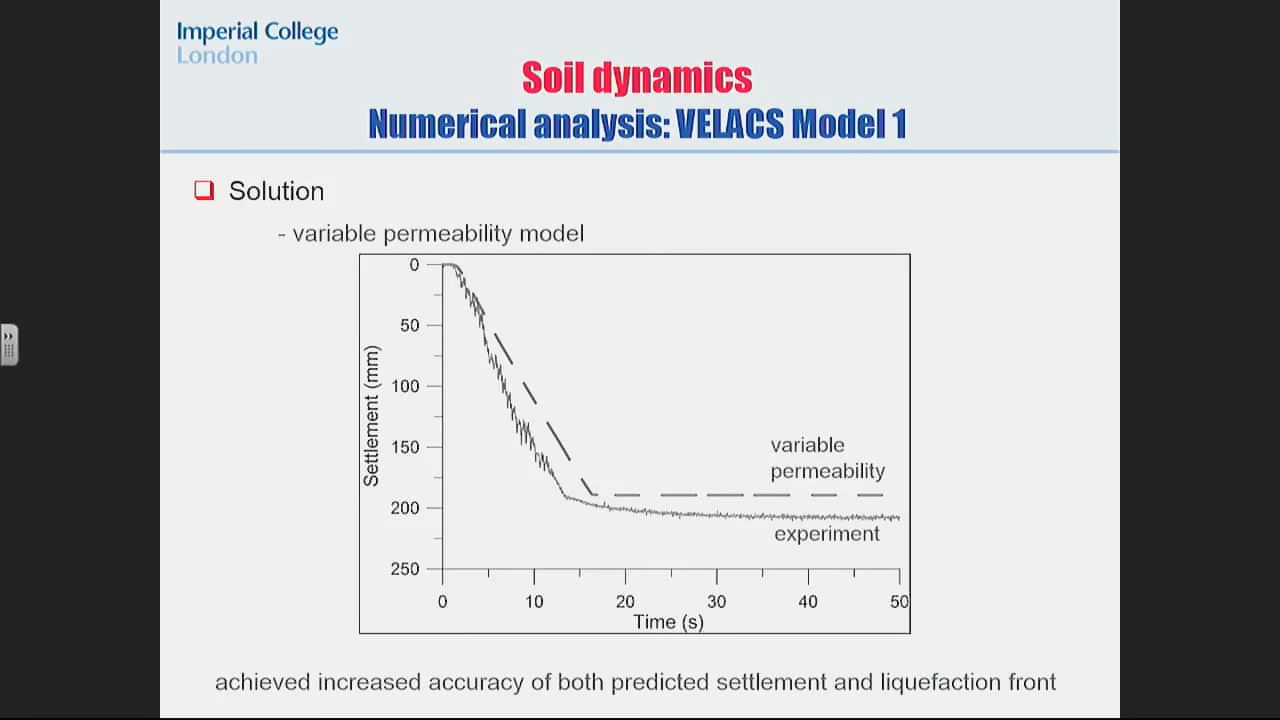 Imperial College
London
Soil dynamics
Numerical analysis: VELACS Model 1
Solution
- variable permeability model
0
50
100
150
200
250
Settlement (mm)
variable
permeability
experiment
0 10 20 30 40 50
Time (s)
achieved increased accuracy of both predicted settlement and liquefaction front